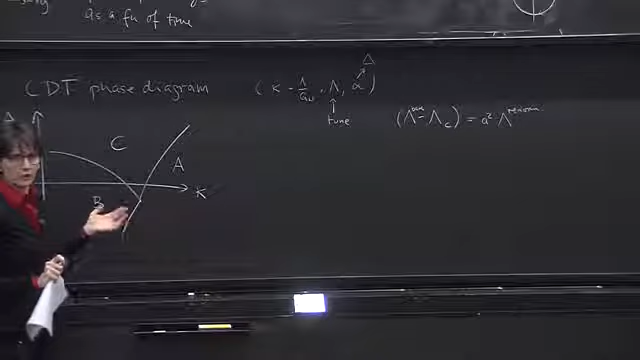 as a fn of time
CDT phase diagram
(κ ~ 1/G_N, Λ, α)
Δ
tune
(Λ^bare - Λ_c) = a² Λ^renorm.
Δ
C
A
B
κ